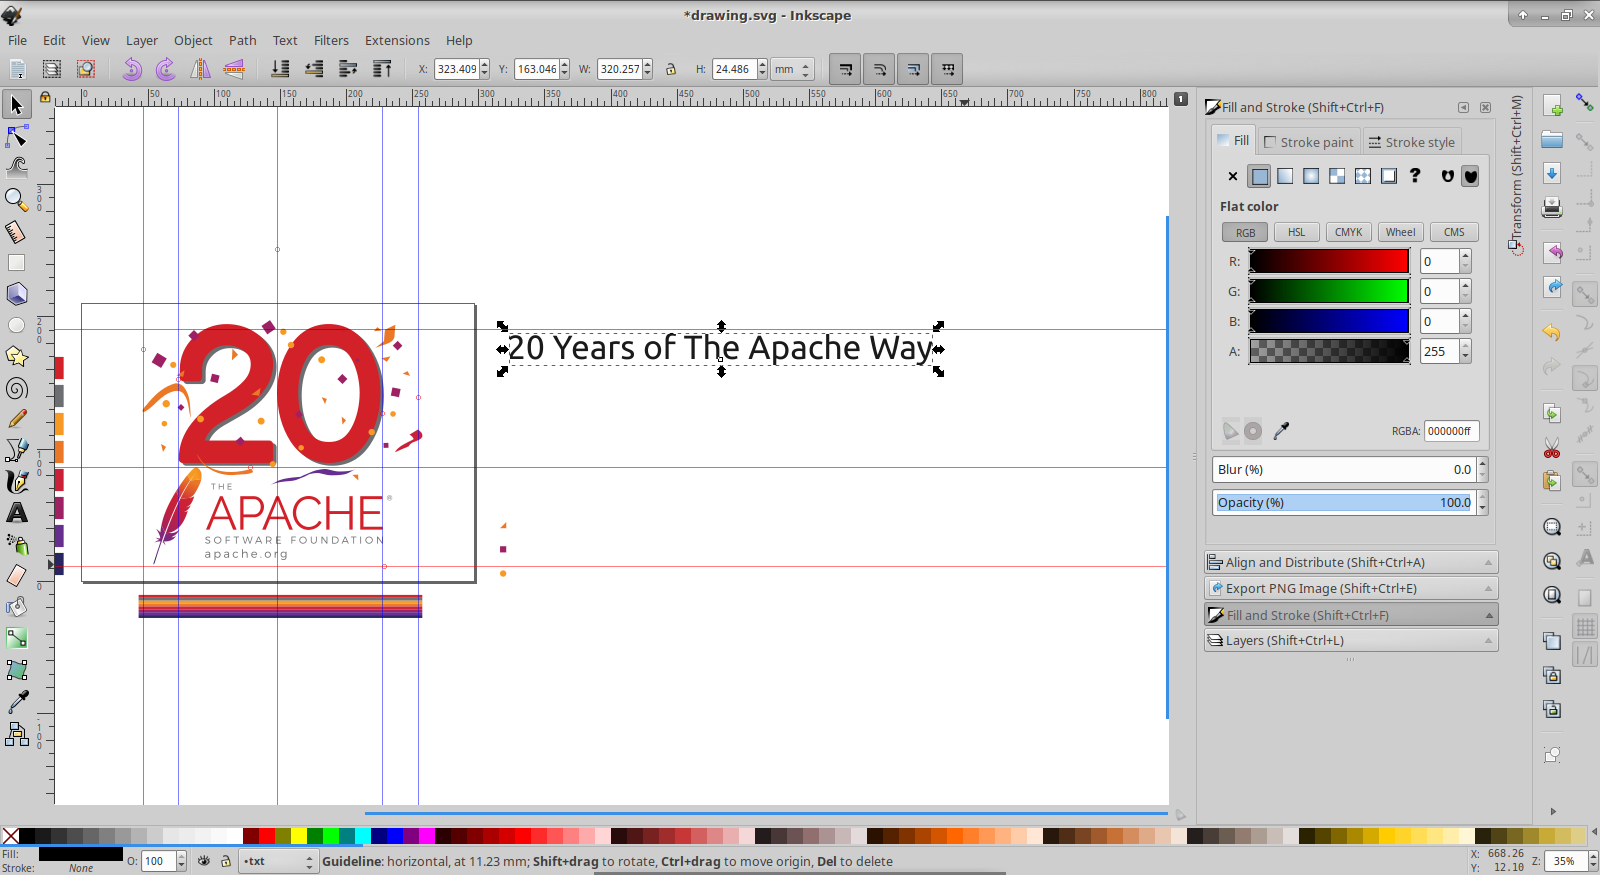 *drawing.svg - Inkscape
File Edit View Layer Object Path Text Filters Extensions Help
X: 323.409 Y: 163.046 W: 320.257 H: 24.486 mm
0 50 100 150 200 250 300 350 400 450 500 550 600 650 700 750 800
1
Fill and Stroke (Shift+Ctrl+F)
Transform (Shift+Ctrl+M)
Fill Stroke paint Stroke style
?
Flat color
RGB HSL CMYK Wheel CMS
R: 0
G: 0
B: 0
A: 255
RGBA: 000000ff
Blur (%) 0.0
Opacity (%) 100.0
Align and Distribute (Shift+Ctrl+A)
Export PNG Image (Shift+Ctrl+E)
Fill and Stroke (Shift+Ctrl+F)
Layers (Shift+Ctrl+L)
300
200
100
0
-100
20 Years of The Apache Way
20
THE
APACHE®
SOFTWARE FOUNDATION
apache.org
Fill:
Stroke: None
O: 100
•txt
Guideline: horizontal, at 11.23 mm; Shift+drag to rotate, Ctrl+drag to move origin, Del to delete
X: 668.26
Y: 12.10
Z: 35%